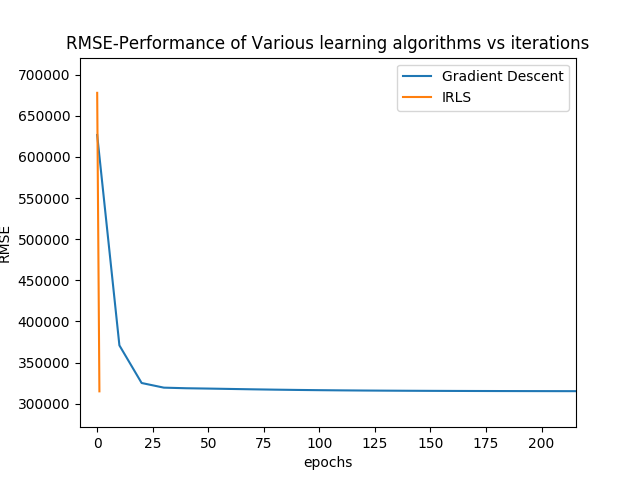 RMSE-Performance of Various learning algorithms vs iterations
Gradient Descent
IRLS
700000
650000
600000
550000
500000
450000
400000
350000
300000
RMSE
0 25 50 75 100 125 150 175 200
epochs